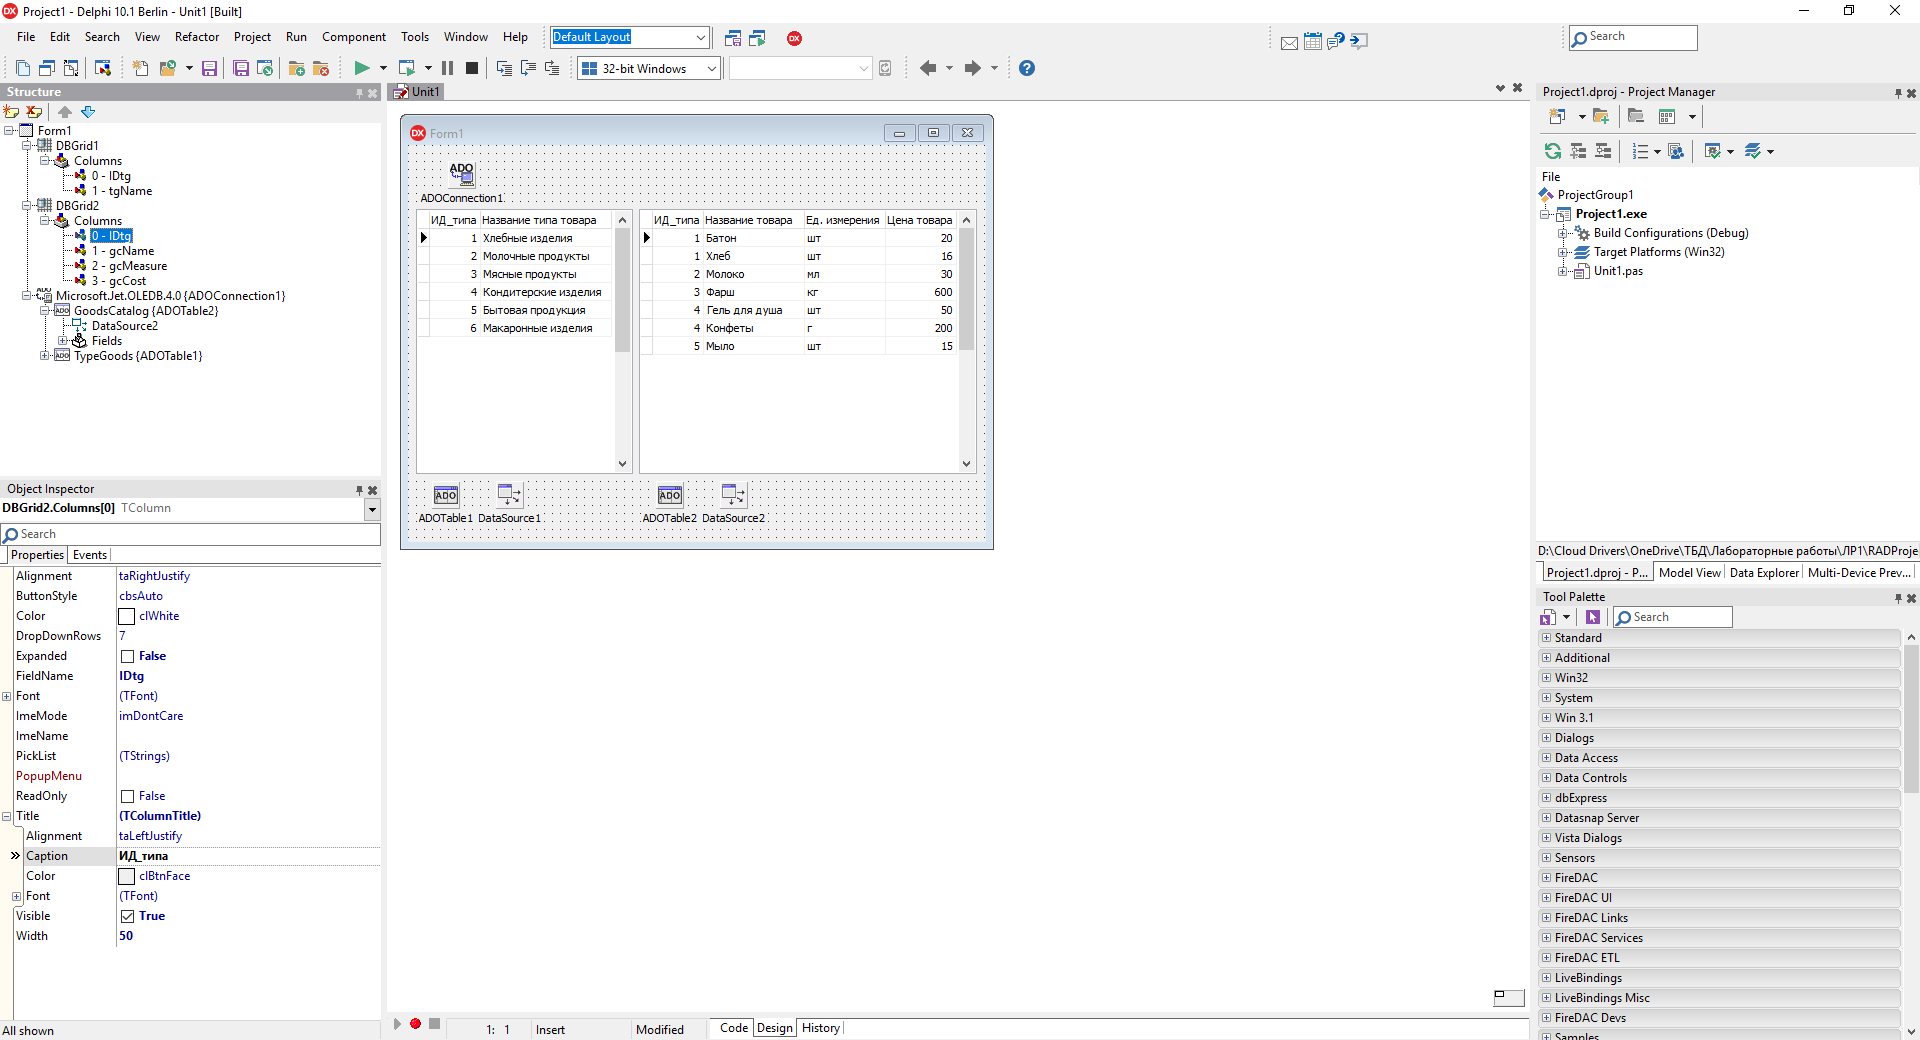 Project1 - Delphi 10.1 Berlin - Unit1 [Built]
File Edit Search View Refactor Project Run Component Tools Window Help Default Layout Search
32-bit Windows
Structure
Form1
DBGrid1
Columns
0 - IDtg
1 - tgName
DBGrid2
Columns
0 - IDtg
1 - gcName
2 - gcMeasure
3 - gcCost
Microsoft.Jet.OLEDB.4.0 {ADOConnection1}
GoodsCatalog {ADOTable2}
DataSource2
Fields
TypeGoods {ADOTable1}
Object Inspector
DBGrid2.Columns[0] TColumn
Search
Properties Events
Alignment taRightJustify
ButtonStyle cbsAuto
Color clWhite
DropDownRows 7
Expanded False
FieldName IDtg
Font (TFont)
ImeMode imDontCare
ImeName
PickList (TStrings)
PopupMenu
ReadOnly False
Title (TColumnTitle)
Alignment taLeftJustify
Caption ИД_типа
Color clBtnFace
Font (TFont)
Visible True
Width 50
All shown
Unit1
Form1
ADO
ADOConnection1
ИД_типа Название типа товара
1 Хлебные изделия
2 Молочные продукты
3 Мясные продукты
4 Кондитерские изделия
5 Бытовая продукция
6 Макаронные изделия
ИД_типа Название товара Ед. измерения Цена товара
1 Батон шт 20
1 Хлеб шт 16
2 Молоко мл 30
3 Фарш кг 600
4 Гель для душа шт 50
4 Конфеты г 200
5 Мыло шт 15
ADO ADO
ADOTable1 DataSource1 ADOTable2 DataSource2
1: 1 Insert Modified Code Design History
Project1.dproj - Project Manager
File
ProjectGroup1
Project1.exe
Build Configurations (Debug)
Target Platforms (Win32)
Unit1.pas
D:\Cloud Drivers\OneDrive\ТБД\Лабораторные работы\ЛР1\RADProje
Project1.dproj - P... Model View Data Explorer Multi-Device Prev...
Tool Palette
Search
Standard
Additional
Win32
System
Win 3.1
Dialogs
Data Access
Data Controls
dbExpress
Datasnap Server
Vista Dialogs
Sensors
FireDAC
FireDAC UI
FireDAC Links
FireDAC Services
FireDAC ETL
LiveBindings
LiveBindings Misc
FireDAC Devs
Samples